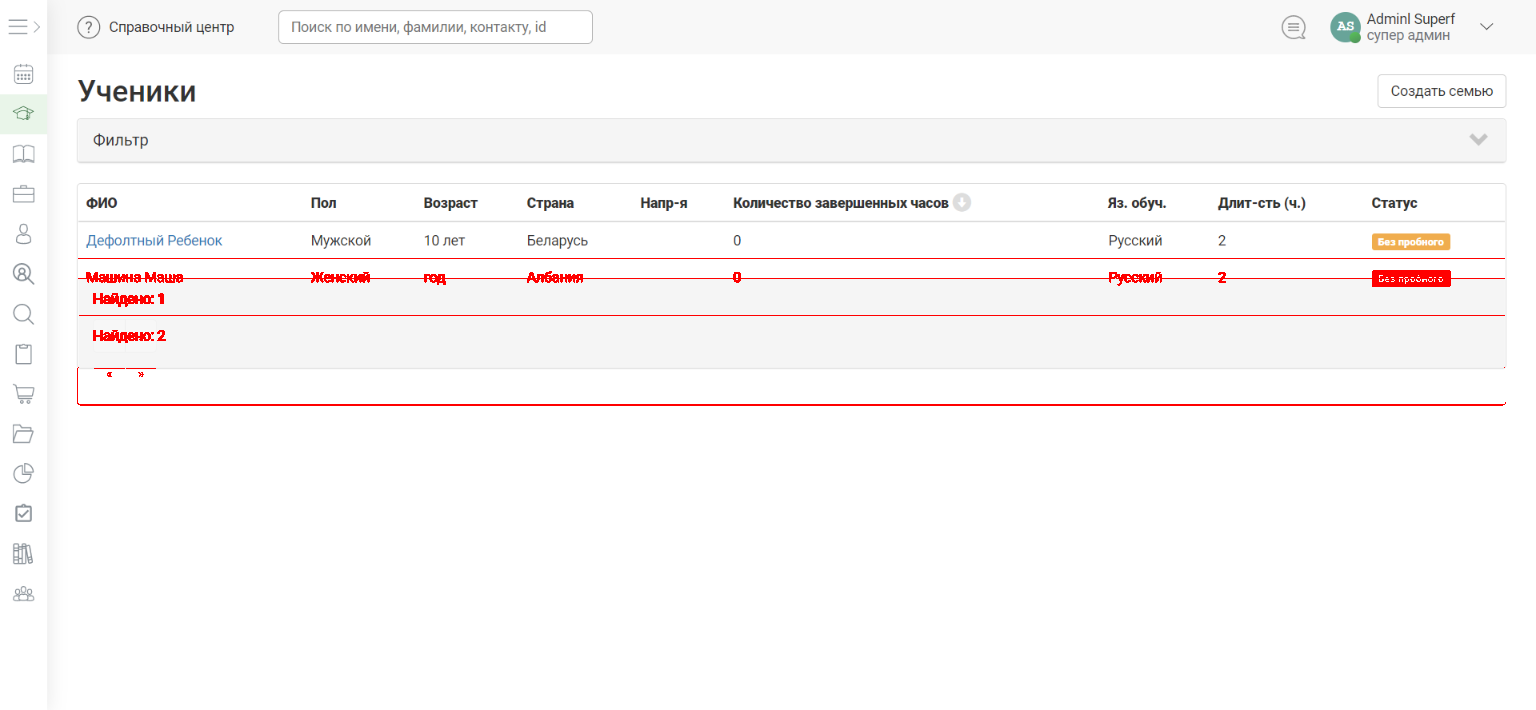 Справочный центр
Поиск по имени, фамилии, контакту, id
AS
Adminl Superf
супер админ
Ученики
Создать семью
Фильтр
ФИО Пол Возраст Страна Напр-я Количество завершенных часов Яз. обуч. Длит-сть (ч.) Статус
Дефолтный Ребенок Мужской 10 лет Беларусь 0 Русский 2 Без пробного
Машина Маша Женский год Албания 0 Русский 2 Без пробного
Найдено: 1
Найдено: 2
« »